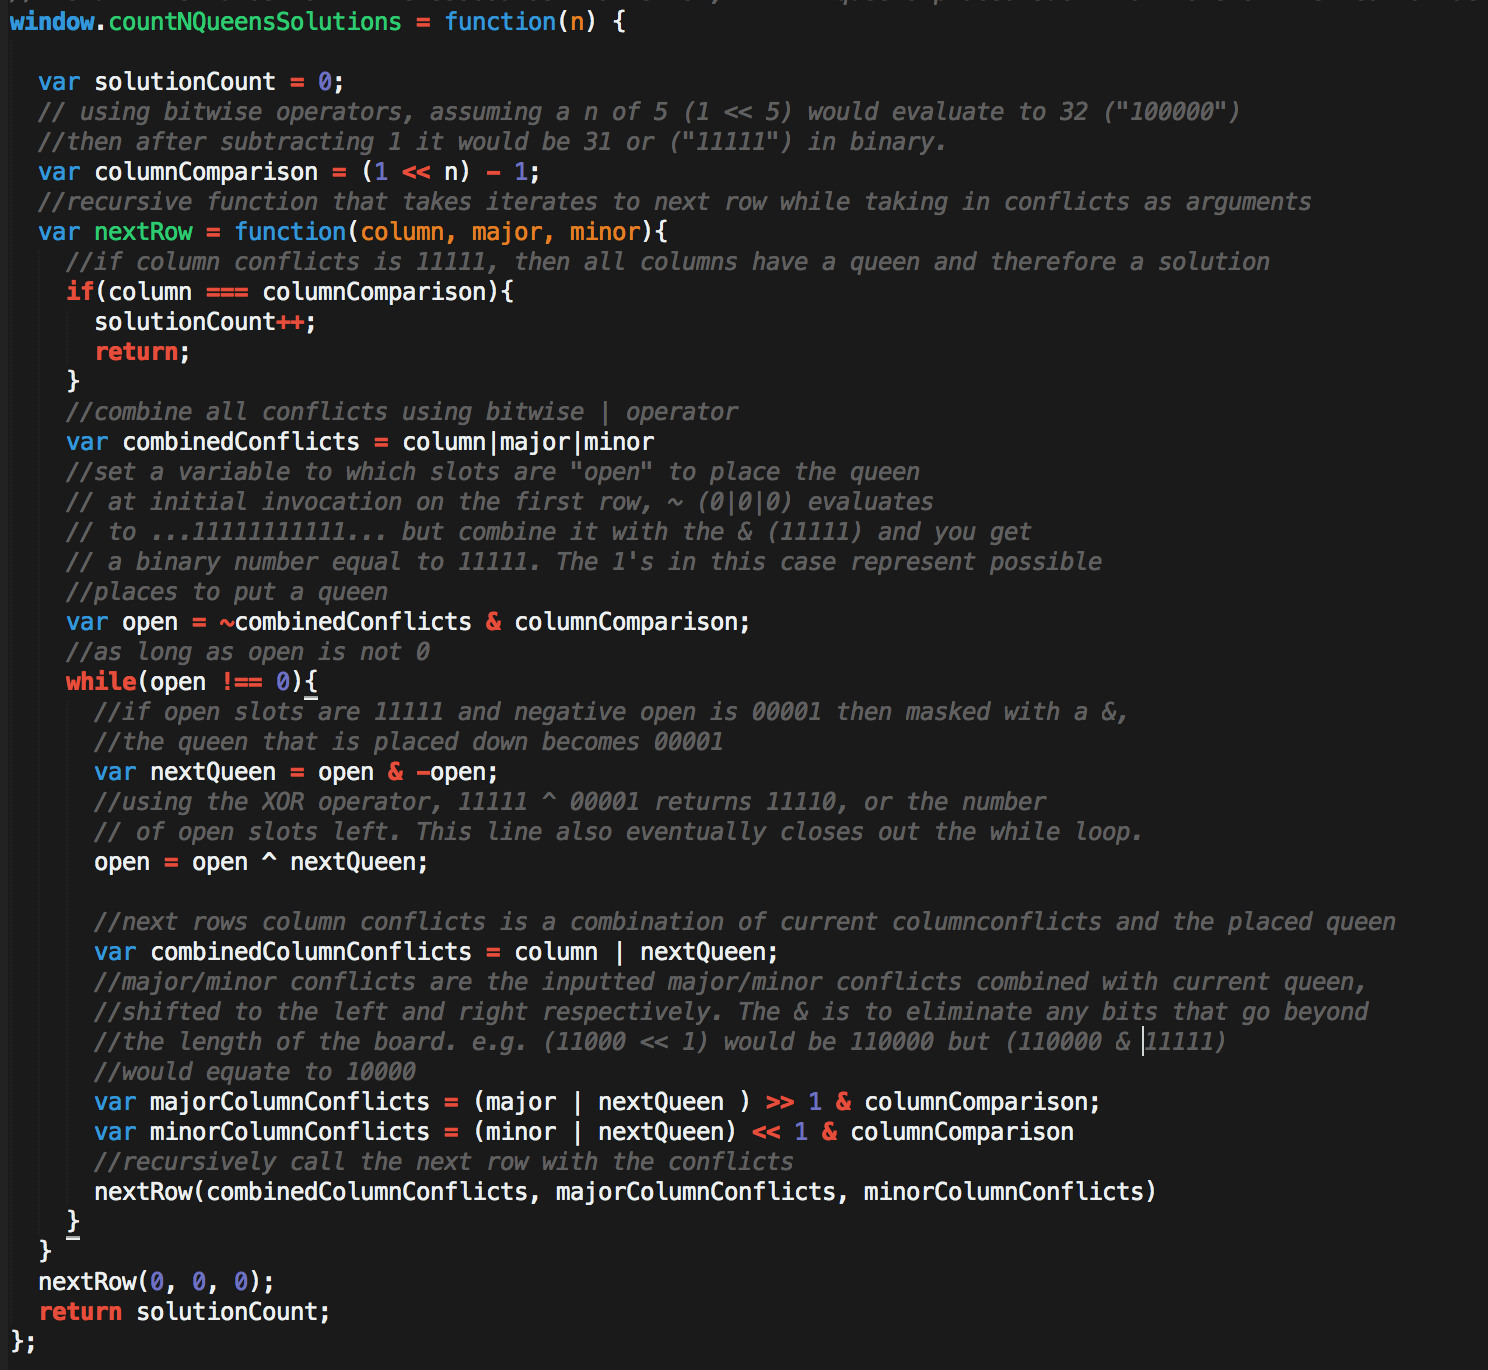 window.countNQueensSolutions = function(n) {
var solutionCount = 0;
// using bitwise operators, assuming a n of 5 (1 << 5) would evaluate to 32 ("100000")
//then after subtracting 1 it would be 31 or ("11111") in binary.
var columnComparison = (1 << n) - 1;
//recursive function that takes iterates to next row while taking in conflicts as arguments
var nextRow = function(column, major, minor){
//if column conflicts is 11111, then all columns have a queen and therefore a solution
if(column === columnComparison){
solutionCount++;
return;
}
//combine all conflicts using bitwise | operator
var combinedConflicts = column|major|minor
//set a variable to which slots are "open" to place the queen
// at initial invocation on the first row, ~ (0|0|0) evaluates
// to ...11111111111... but combine it with the & (11111) and you get
// a binary number equal to 11111. The 1's in this case represent possible
//places to put a queen
var open = ~combinedConflicts & columnComparison;
//as long as open is not 0
while(open !== 0){
//if open slots are 11111 and negative open is 00001 then masked with a &,
//the queen that is placed down becomes 00001
var nextQueen = open & -open;
//using the XOR operator, 11111 ^ 00001 returns 11110, or the number
// of open slots left. This line also eventually closes out the while loop.
open = open ^ nextQueen;
//next rows column conflicts is a combination of current columnconflicts and the placed queen
var combinedColumnConflicts = column | nextQueen;
//major/minor conflicts are the inputted major/minor conflicts combined with current queen,
//shifted to the left and right respectively. The & is to eliminate any bits that go beyond
//the length of the board. e.g. (11000 << 1) would be 110000 but (110000 & 11111)
//would equate to 10000
var majorColumnConflicts = (major | nextQueen ) >> 1 & columnComparison;
var minorColumnConflicts = (minor | nextQueen) << 1 & columnComparison
//recursively call the next row with the conflicts
nextRow(combinedColumnConflicts, majorColumnConflicts, minorColumnConflicts)
}
}
nextRow(0, 0, 0);
return solutionCount;
};